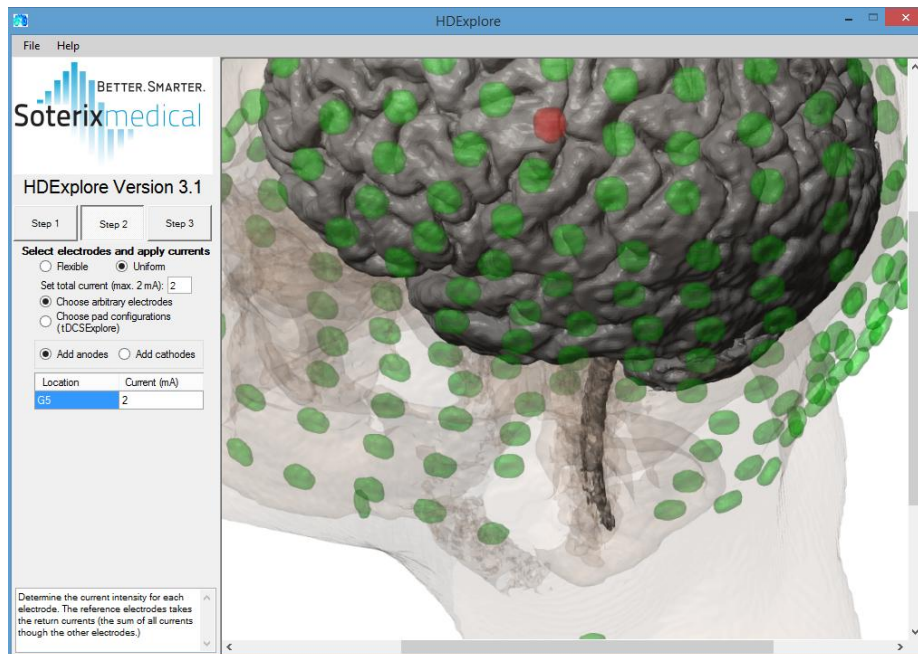 HDExplore
File Help
BETTER. SMARTER.
Soterixmedical
HDExplore Version 3.1
Step 1 Step 2 Step 3
Select electrodes and apply currents
Flexible Uniform
Set total current (max. 2 mA): 2
Choose arbitrary electrodes
Choose pad configurations
(tDCSExplore)
Add anodes Add cathodes
Location Current (mA)
G5 2
Determine the current intensity for each
electrode. The reference electrodes takes
the return currents (the sum of all currents
though the other electrodes.)